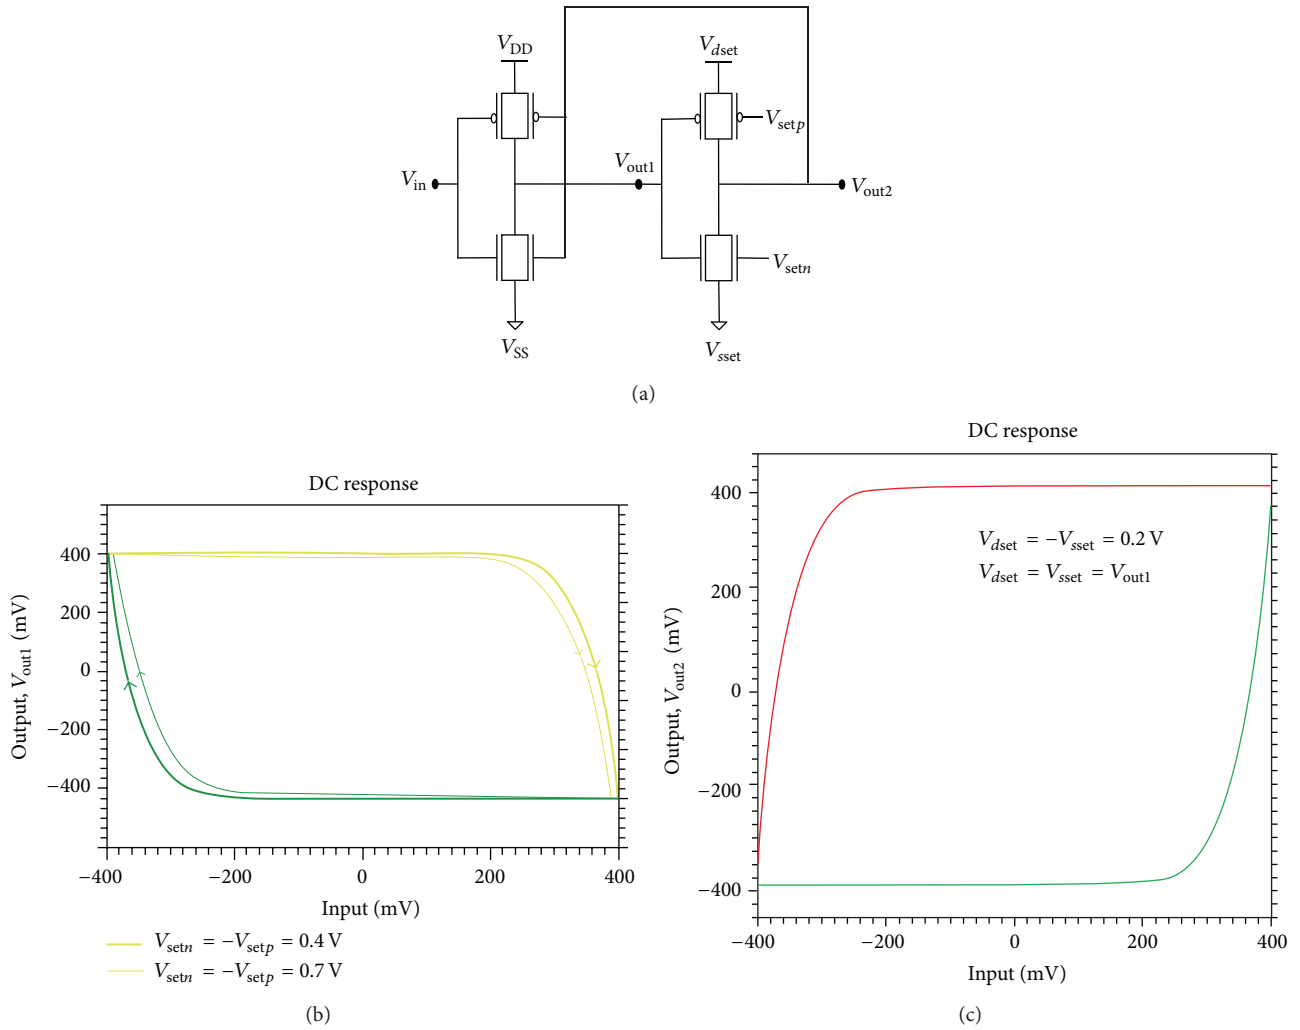 V_DD
V_dset
V_setp
V_out1
V_in
V_out2
V_setn
V_SS
V_sset
(a)
DC response
Output, V_out1 (mV)
400
200
0
−200
−400
−400
−200
0
200
400
Input (mV)
V_setn = −V_setp = 0.4 V
V_setn = −V_setp = 0.7 V
(b)
DC response
Output, V_out2 (mV)
400
200
0
−200
−400
V_dset = −V_sset = 0.2 V
V_dset = V_sset = V_out1
−400
−200
0
200
400
Input (mV)
(c)